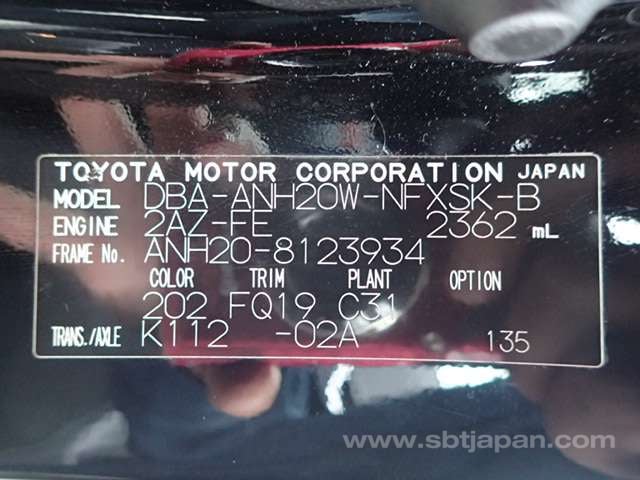 TOYOTA MOTOR CORPORATION JAPAN
MODEL DBA-ANH20W-NFXSK-B
ENGINE 2AZ-FE 2362 mL
FRAME No. ANH20-8123934
COLOR TRIM PLANT OPTION
202 FQ19 C31
TRANS./AXLE K112 -02A 135
www.sbtjapan.com